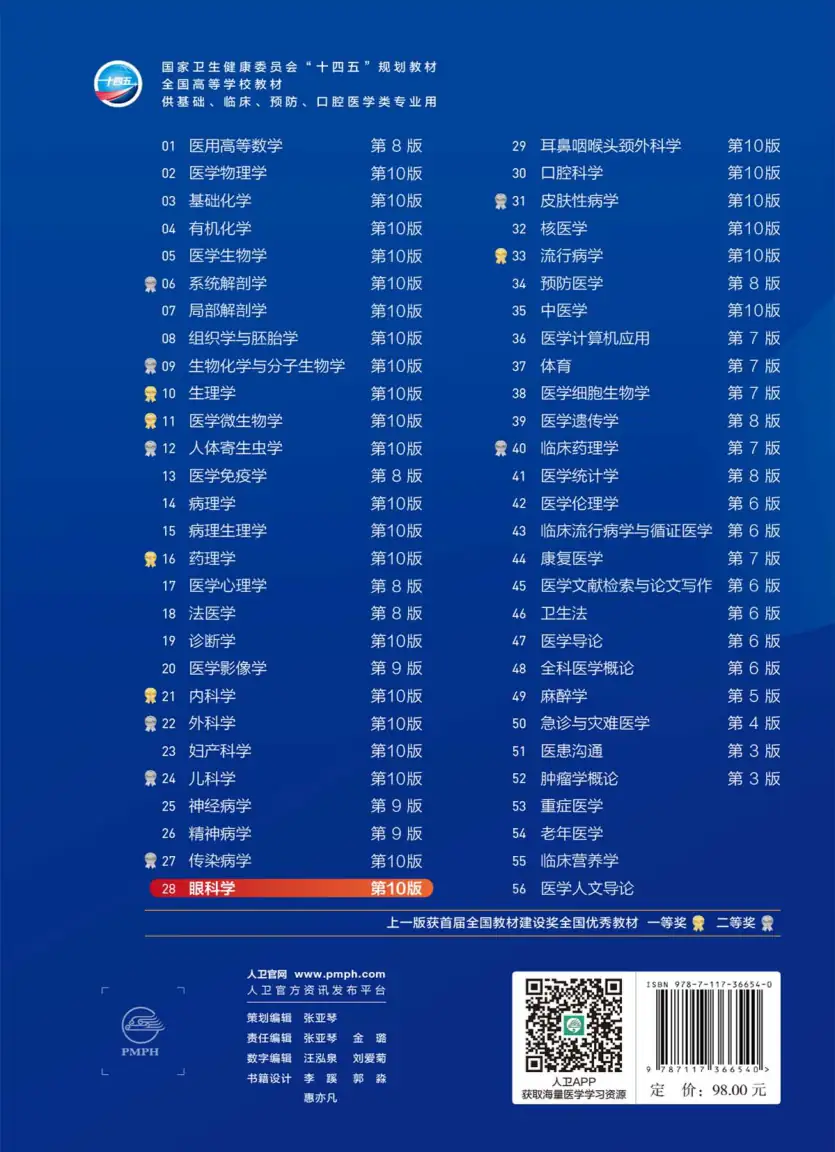 十四五
国家卫生健康委员会“十四五”规划教材
全国高等学校教材
供基础、临床、预防、口腔医学类专业用
01 医用高等数学 第 8 版
02 医学物理学 第10版
03 基础化学 第10版
04 有机化学 第10版
05 医学生物学 第10版
06 系统解剖学 第10版
07 局部解剖学 第10版
08 组织学与胚胎学 第10版
09 生物化学与分子生物学 第10版
10 生理学 第10版
11 医学微生物学 第10版
12 人体寄生虫学 第10版
13 医学免疫学 第 8 版
14 病理学 第10版
15 病理生理学 第10版
16 药理学 第10版
17 医学心理学 第 8 版
18 法医学 第 8 版
19 诊断学 第10版
20 医学影像学 第 9 版
21 内科学 第10版
22 外科学 第10版
23 妇产科学 第10版
24 儿科学 第10版
25 神经病学 第 9 版
26 精神病学 第 9 版
27 传染病学 第10版
28 眼科学 第10版
29 耳鼻咽喉头颈外科学 第10版
30 口腔科学 第10版
31 皮肤性病学 第10版
32 核医学 第10版
33 流行病学 第10版
34 预防医学 第 8 版
35 中医学 第10版
36 医学计算机应用 第 7 版
37 体育 第 7 版
38 医学细胞生物学 第 7 版
39 医学遗传学 第 8 版
40 临床药理学 第 7 版
41 医学统计学 第 8 版
42 医学伦理学 第 6 版
43 临床流行病学与循证医学 第 6 版
44 康复医学 第 7 版
45 医学文献检索与论文写作 第 6 版
46 卫生法 第 6 版
47 医学导论 第 6 版
48 全科医学概论 第 6 版
49 麻醉学 第 5 版
50 急诊与灾难医学 第 4 版
51 医患沟通 第 3 版
52 肿瘤学概论 第 3 版
53 重症医学
54 老年医学
55 临床营养学
56 医学人文导论
上一版获首届全国教材建设奖全国优秀教材 一等奖 二等奖
PMPH
人卫官网 www.pmph.com
人卫官方资讯发布平台
策划编辑 张亚琴
责任编辑 张亚琴 金 璐
数字编辑 汪泓泉 刘爱菊
书籍设计 李 蹊 郭 淼
惠亦凡
人卫APP
获取海量医学学习资源
ISBN 978-7-117-36654-0
9 787117 366540 >
定 价: 98.00 元